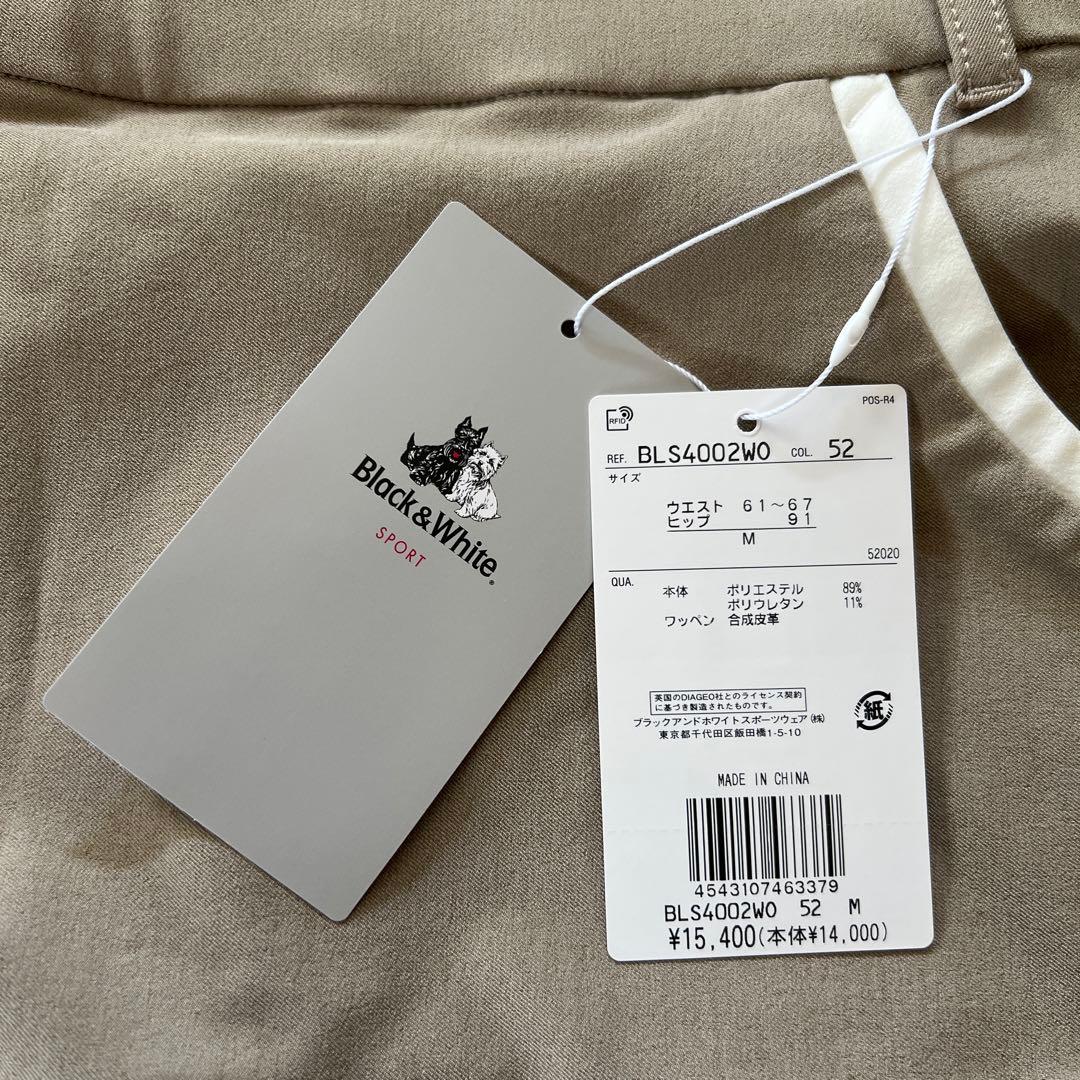 Black&White®
SPORT
POS-R4
RFID
REF. BLS4002WO COL. 52
サイズ
ウエスト 61～67
ヒップ 91
M
52020
QUA.
本体 ポリエステル 89%
ポリウレタン 11%
ワッペン 合成皮革
英国のDIAGEO社とのライセンス契約
に基づき製造されたものです。
ブラックアンドホワイトスポーツウェア(株)
東京都千代田区飯田橋1-5-10
紙
MADE IN CHINA
4543107463379
BLS4002WO 52 M
¥15,400(本体¥14,000)